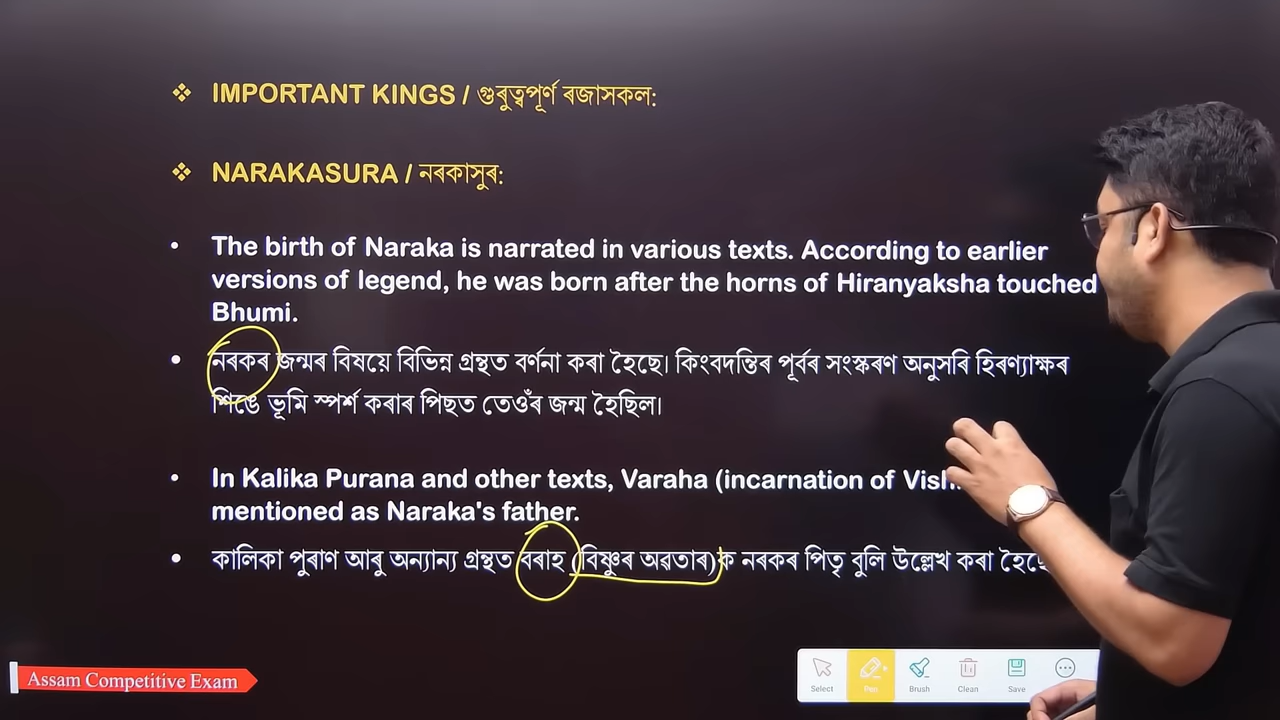 ❖ IMPORTANT KINGS / গুৰুত্বপূৰ্ণ ৰজাসকল:
❖ NARAKASURA / নৰকাসুৰ:
• The birth of Naraka is narrated in various texts. According to earlier
versions of legend, he was born after the horns of Hiranyaksha touched
Bhumi.
• নৰকৰ জন্মৰ বিষয়ে বিভিন্ন গ্ৰন্থত বৰ্ণনা কৰা হৈছে। কিংবদন্তিৰ পূৰ্বৰ সংস্কৰণ অনুসৰি হিৰণ্যাক্ষৰ
শিঙে ভূমি স্পৰ্শ কৰাৰ পিছত তেওঁৰ জন্ম হৈছিল।
• In Kalika Purana and other texts, Varaha (incarnation of
mentioned as Naraka's father.
• কালিকা পুৰাণ আৰু অন্যান্য গ্ৰন্থত বৰাহ (বিষ্ণুৰ অৱতাৰ)ক নৰকৰ পিতৃ বুলি উল্লেখ কৰা
Assam Competitive Exam
Select Pen Brush Clean Save